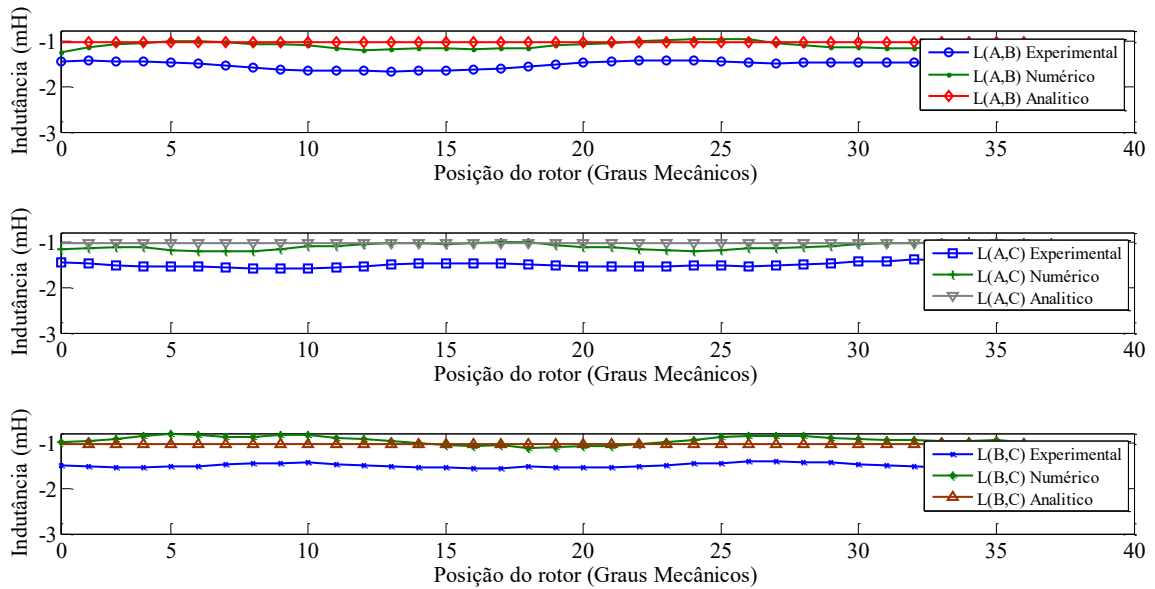 Indutância (mH)
-1
-2
-3
0 5 10 15 20 25 30 35 40
Posição do rotor (Graus Mecânicos)
L(A,B) Experimental
L(A,B) Numérico
L(A,B) Analitico
Indutância (mH)
-1
-2
-3
0 5 10 15 20 25 30 35 40
Posição do rotor (Graus Mecânicos)
L(A,C) Experimental
L(A,C) Numérico
L(A,C) Analitico
Indutância (mH)
-1
-2
-3
0 5 10 15 20 25 30 35 40
Posição do rotor (Graus Mecânicos)
L(B,C) Experimental
L(B,C) Numérico
L(B,C) Analitico